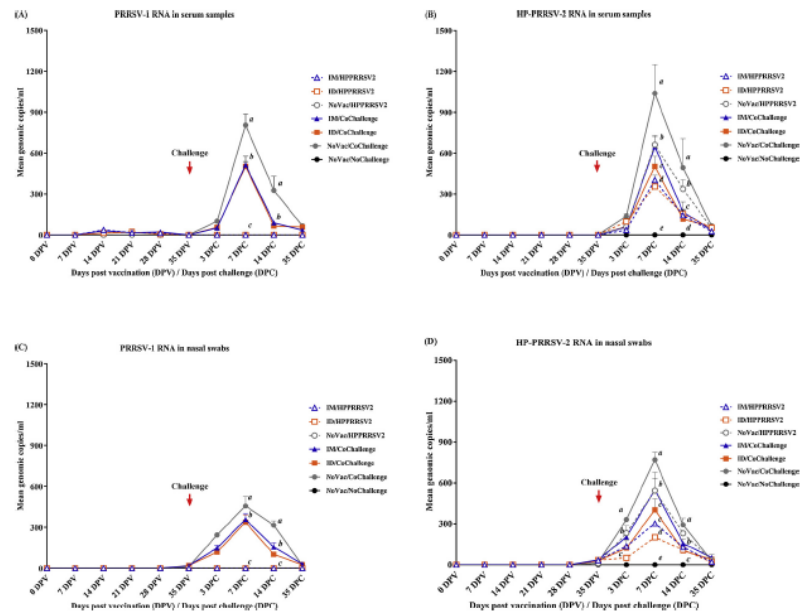 (A)
PRRSV-1 RNA in serum samples
1500
1200
900
600
300
0
Mean genomic copies/ml
IM/HPPRRSV2
ID/HPPRRSV2
NoVac/HPPRRSV2
IM/CoChallenge
ID/CoChallenge
NoVac/CoChallenge
NoVac/NoChallenge
Challenge
a
b
c
a
b
c
0 DPV
7 DPV
14 DPV
21 DPV
28 DPV
35 DPV
3 DPC
7 DPC
14 DPC
35 DPC
Days post vaccination (DPV) / Days post challenge (DPC)
(B)
HP-PRRSV-2 RNA in serum samples
1500
1200
900
600
300
0
Mean genomic copies/ml
IM/HPPRRSV2
ID/HPPRRSV2
NoVac/HPPRRSV2
IM/CoChallenge
ID/CoChallenge
NoVac/CoChallenge
NoVac/NoChallenge
Challenge
a
b
c
d
e
a
b
c
d
0 DPV
7 DPV
14 DPV
21 DPV
28 DPV
35 DPV
3 DPC
7 DPC
14 DPC
35 DPC
Days post vaccination (DPV) / Days post challenge (DPC)
(C)
PRRSV-1 RNA in nasal swabs
1500
1200
900
600
300
0
Mean genomic copies/ml
IM/HPPRRSV2
ID/HPPRRSV2
NoVac/HPPRRSV2
IM/CoChallenge
ID/CoChallenge
NoVac/CoChallenge
NoVac/NoChallenge
Challenge
a
b
c
a
b
c
0 DPV
7 DPV
14 DPV
21 DPV
28 DPV
35 DPV
3 DPC
7 DPC
14 DPC
35 DPC
Days post vaccination (DPV) / Days post challenge (DPC)
(D)
HP-PRRSV-2 RNA in nasal swabs
1500
1200
900
600
300
0
Mean genomic copies/ml
IM/HPPRRSV2
ID/HPPRRSV2
NoVac/HPPRRSV2
IM/CoChallenge
ID/CoChallenge
NoVac/CoChallenge
NoVac/NoChallenge
Challenge
a
b
a
b
c
d
e
a
b
c
0 DPV
7 DPV
14 DPV
21 DPV
28 DPV
35 DPV
3 DPC
7 DPC
14 DPC
35 DPC
Days post vaccination (DPV) / Days post challenge (DPC)